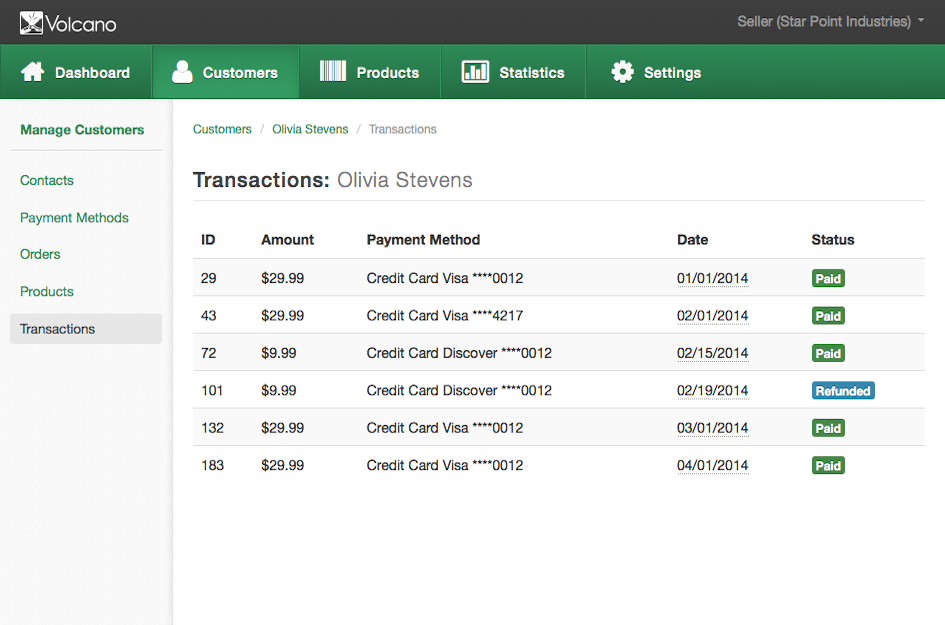 Volcano
Seller (Star Point Industries)
Dashboard Customers Products Statistics Settings
Manage Customers
Contacts
Payment Methods
Orders
Products
Transactions
Customers / Olivia Stevens / Transactions
Transactions: Olivia Stevens
ID Amount Payment Method Date Status
29 $29.99 Credit Card Visa ****0012 01/01/2014 Paid
43 $29.99 Credit Card Visa ****4217 02/01/2014 Paid
72 $9.99 Credit Card Discover ****0012 02/15/2014 Paid
101 $9.99 Credit Card Discover ****0012 02/19/2014 Refunded
132 $29.99 Credit Card Visa ****0012 03/01/2014 Paid
183 $29.99 Credit Card Visa ****0012 04/01/2014 Paid